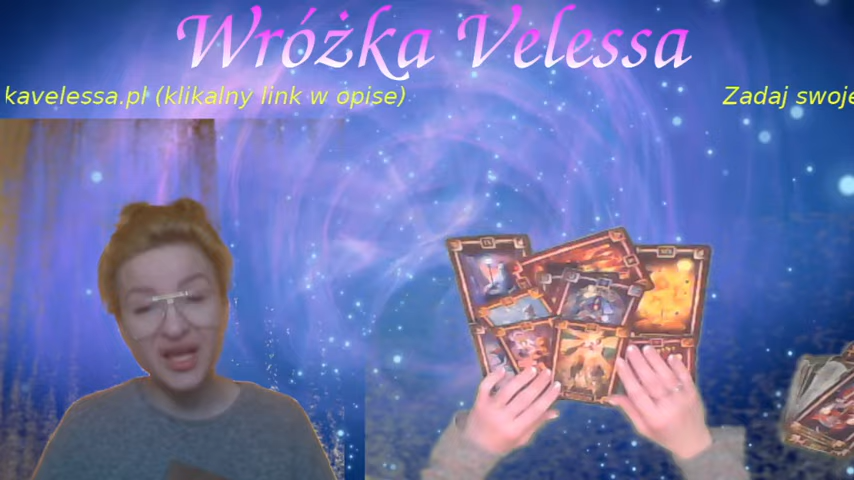 Wróżka Velessa
kavelessa.pl (klikalny link w opisie)
Zadaj swoje